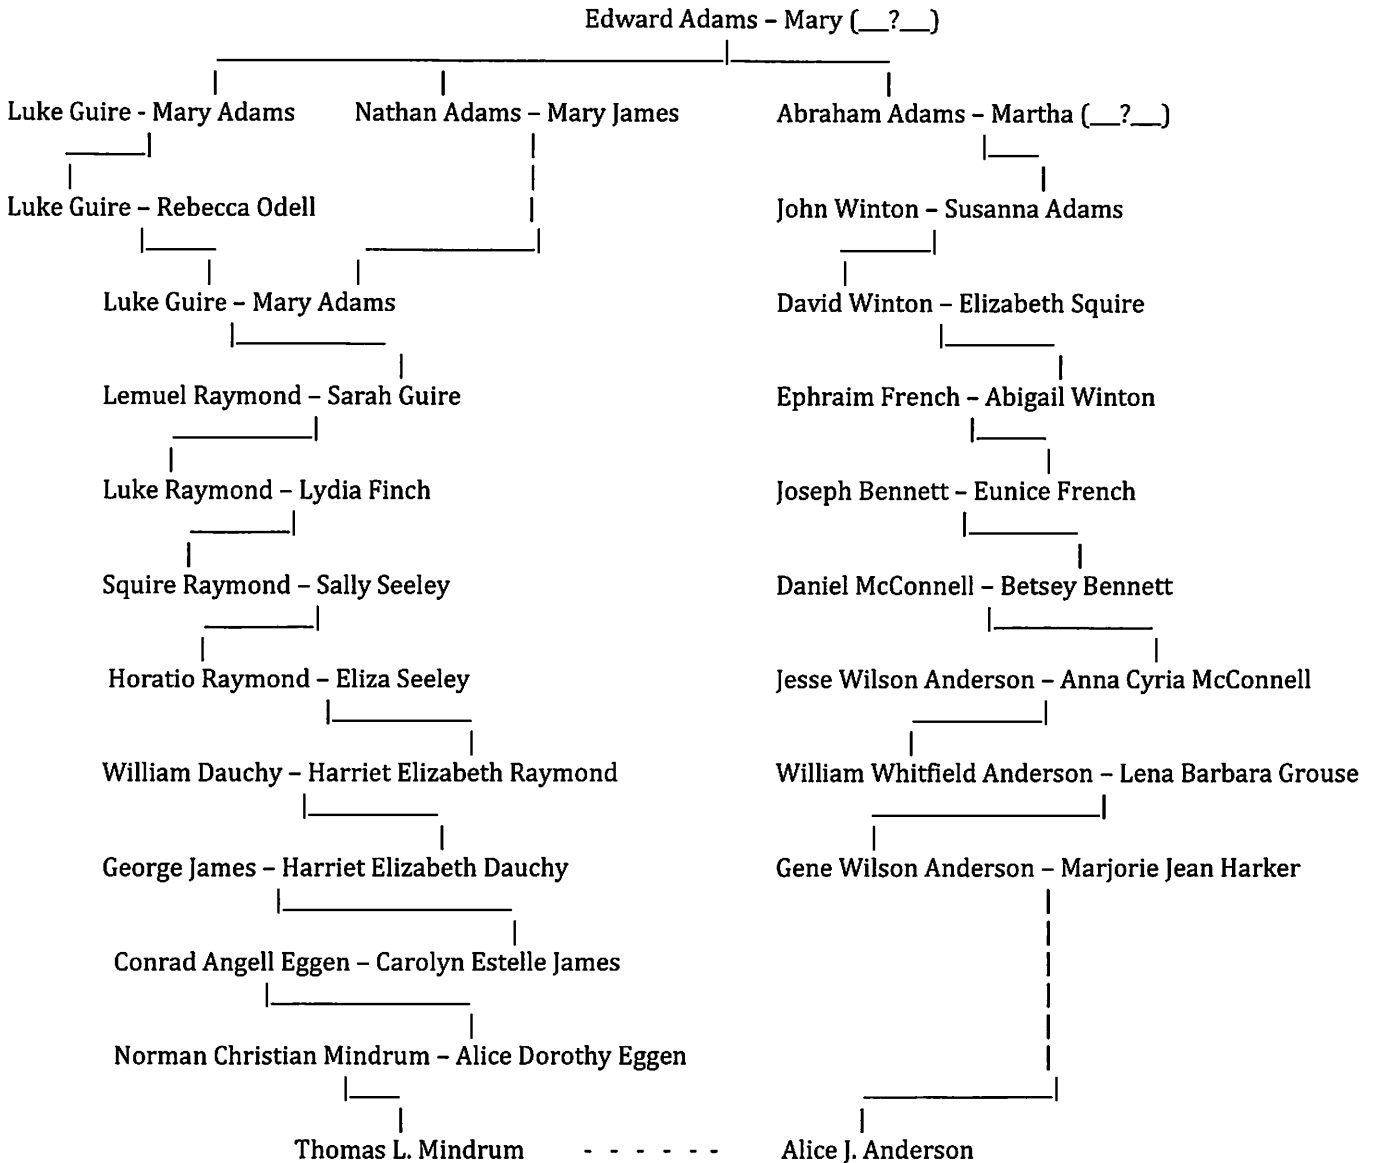 Edward Adams – Mary (__?__)
Luke Guire - Mary Adams Nathan Adams – Mary James Abraham Adams – Martha (__?__)
Luke Guire – Rebecca Odell John Winton – Susanna Adams
Luke Guire – Mary Adams David Winton – Elizabeth Squire
Lemuel Raymond – Sarah Guire Ephraim French – Abigail Winton
Luke Raymond – Lydia Finch Joseph Bennett – Eunice French
Squire Raymond – Sally Seeley Daniel McConnell – Betsey Bennett
Horatio Raymond – Eliza Seeley Jesse Wilson Anderson – Anna Cyria McConnell
William Dauchy – Harriet Elizabeth Raymond William Whitfield Anderson – Lena Barbara Grouse
George James – Harriet Elizabeth Dauchy Gene Wilson Anderson – Marjorie Jean Harker
Conrad Angell Eggen – Carolyn Estelle James
Norman Christian Mindrum – Alice Dorothy Eggen
Thomas L. Mindrum - - - - - - Alice J. Anderson